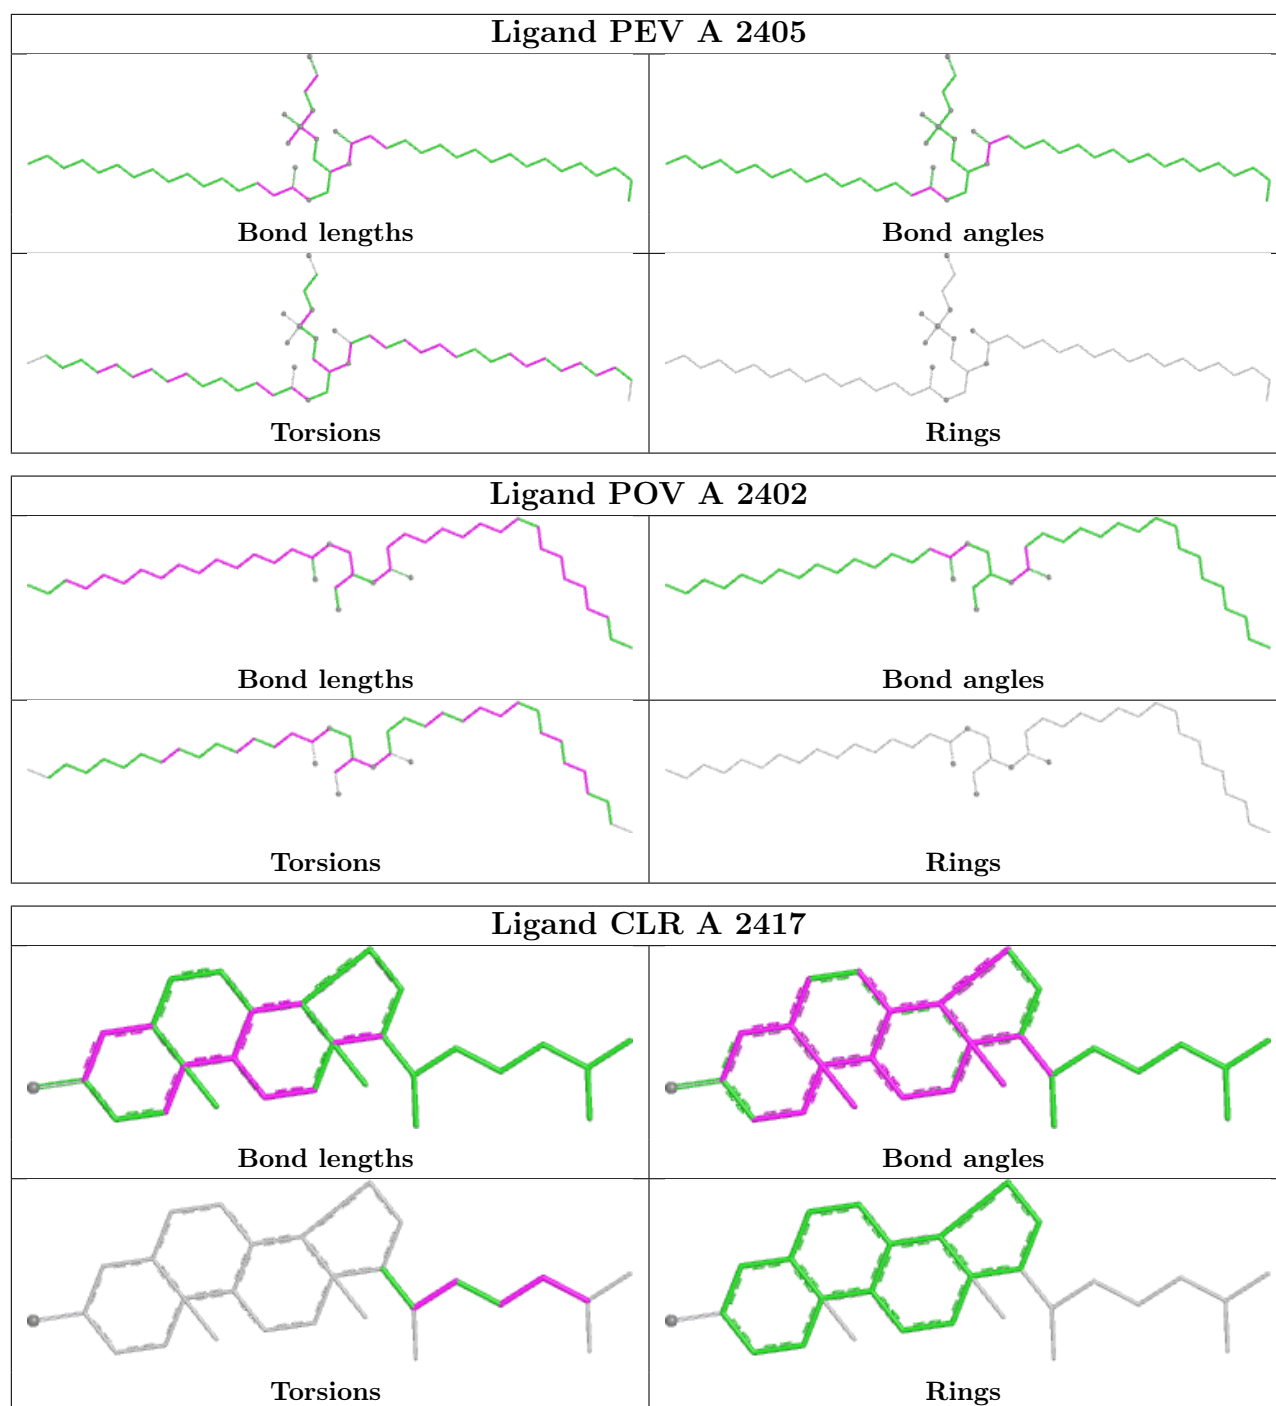 Ligand PEV A 2405
Bond lengths
Bond angles
Torsions
Rings
Ligand POV A 2402
Bond lengths
Bond angles
Torsions
Rings
Ligand CLR A 2417
Bond lengths
Bond angles
Torsions
Rings